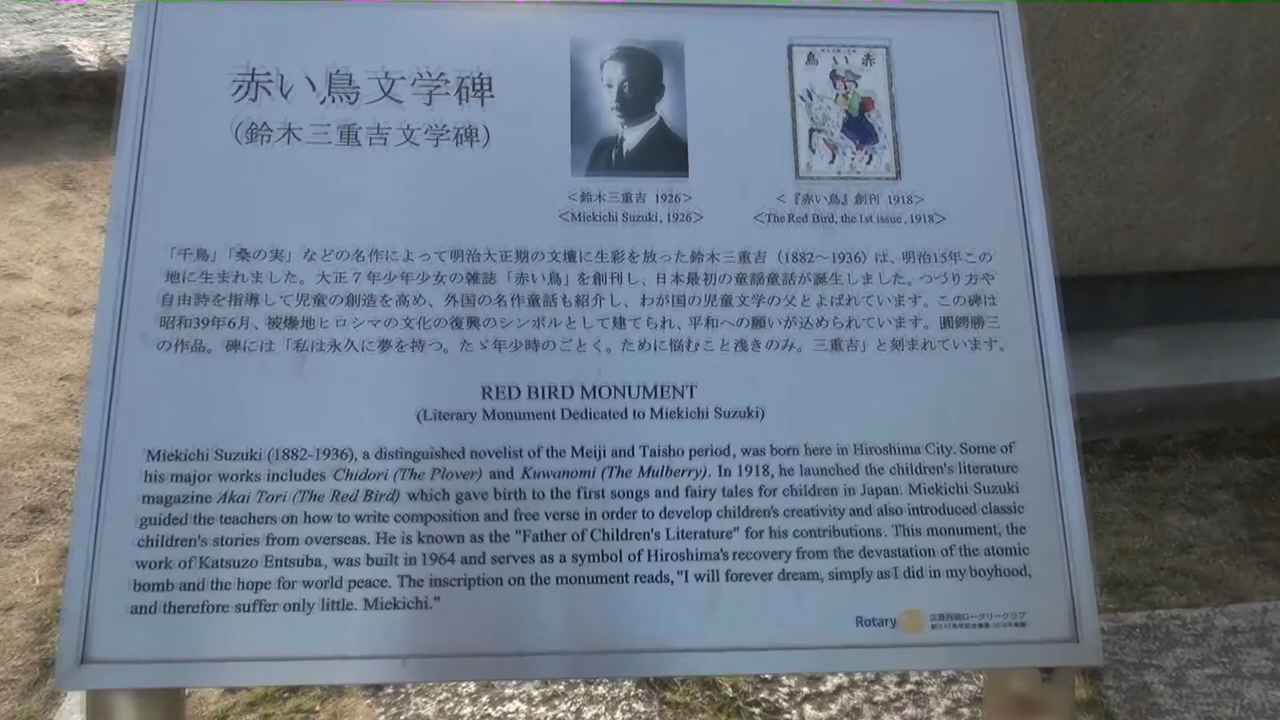 赤い鳥文学碑
（鈴木三重吉文学碑）
赤い鳥
＜鈴木三重吉 1926＞
＜Miekichi Suzuki, 1926＞
＜『赤い鳥』創刊 1918＞
＜The Red Bird, the 1st issue, 1918＞
「千鳥」「桑の実」などの名作によって明治大正期の文壇に生彩を放った鈴木三重吉（1882～1936）は、明治15年この
地に生まれました。大正７年少年少女の雑誌「赤い鳥」を創刊し、日本最初の童謡童話が誕生しました。つづり方や
自由詩を指導して児童の創造を高め、外国の名作童話も紹介し、わが国の児童文学の父とよばれています。この碑は
昭和39年6月、被爆地ヒロシマの文化の復興のシンボルとして建てられ、平和への願いが込められています。圓鍔勝三
の作品。碑には「私は永久に夢を持つ。たゞ年少時のごとく。ために悩むこと浅きのみ。三重吉」と刻まれています。
RED BIRD MONUMENT
(Literary Monument Dedicated to Miekichi Suzuki)
Miekichi Suzuki (1882-1936), a distinguished novelist of the Meiji and Taisho period, was born here in Hiroshima City. Some of
his major works includes Chidori (The Plover) and Kuwanomi (The Mulberry). In 1918, he launched the children's literature
magazine Akai Tori (The Red Bird) which gave birth to the first songs and fairy tales for children in Japan. Miekichi Suzuki
guided the teachers on how to write composition and free verse in order to develop children's creativity and also introduced classic
children's stories from overseas. He is known as the "Father of Children's Literature" for his contributions. This monument, the
work of Katsuzo Entsuba, was built in 1964 and serves as a symbol of Hiroshima's recovery from the devastation of the atomic
bomb and the hope for world peace. The inscription on the monument reads, "I will forever dream, simply as I did in my boyhood,
and therefore suffer only little. Miekichi."
Rotary
広島西南ロータリークラブ